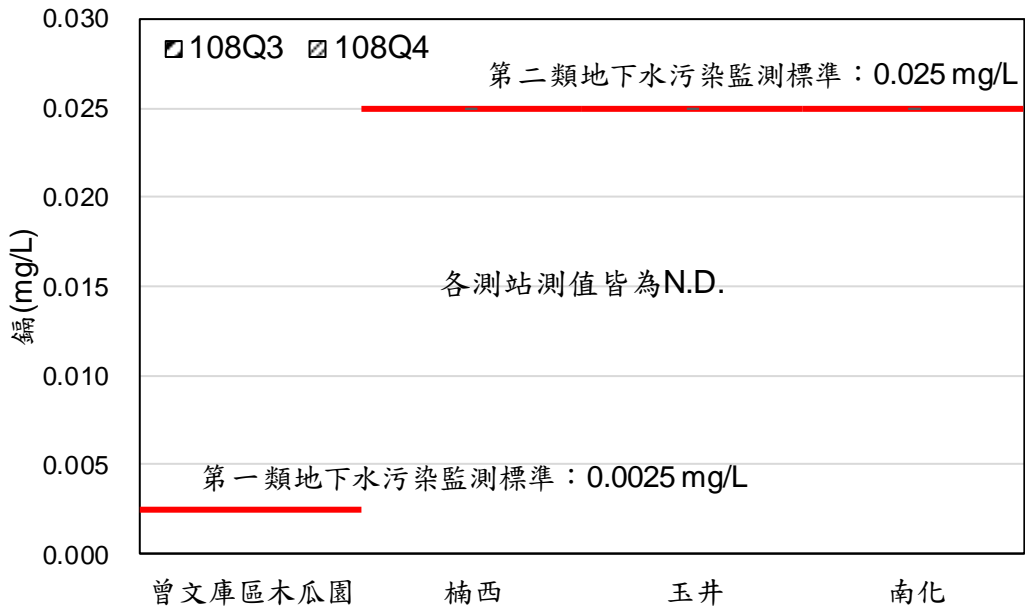 0.030
108Q3 108Q4
第二類地下水污染監測標準：0.025 mg/L
0.025
0.020
各測站測值皆為N.D.
0.015
鎘(mg/L)
0.010
0.005
第一類地下水污染監測標準：0.0025 mg/L
0.000
曾文庫區木瓜園 楠西 玉井 南化